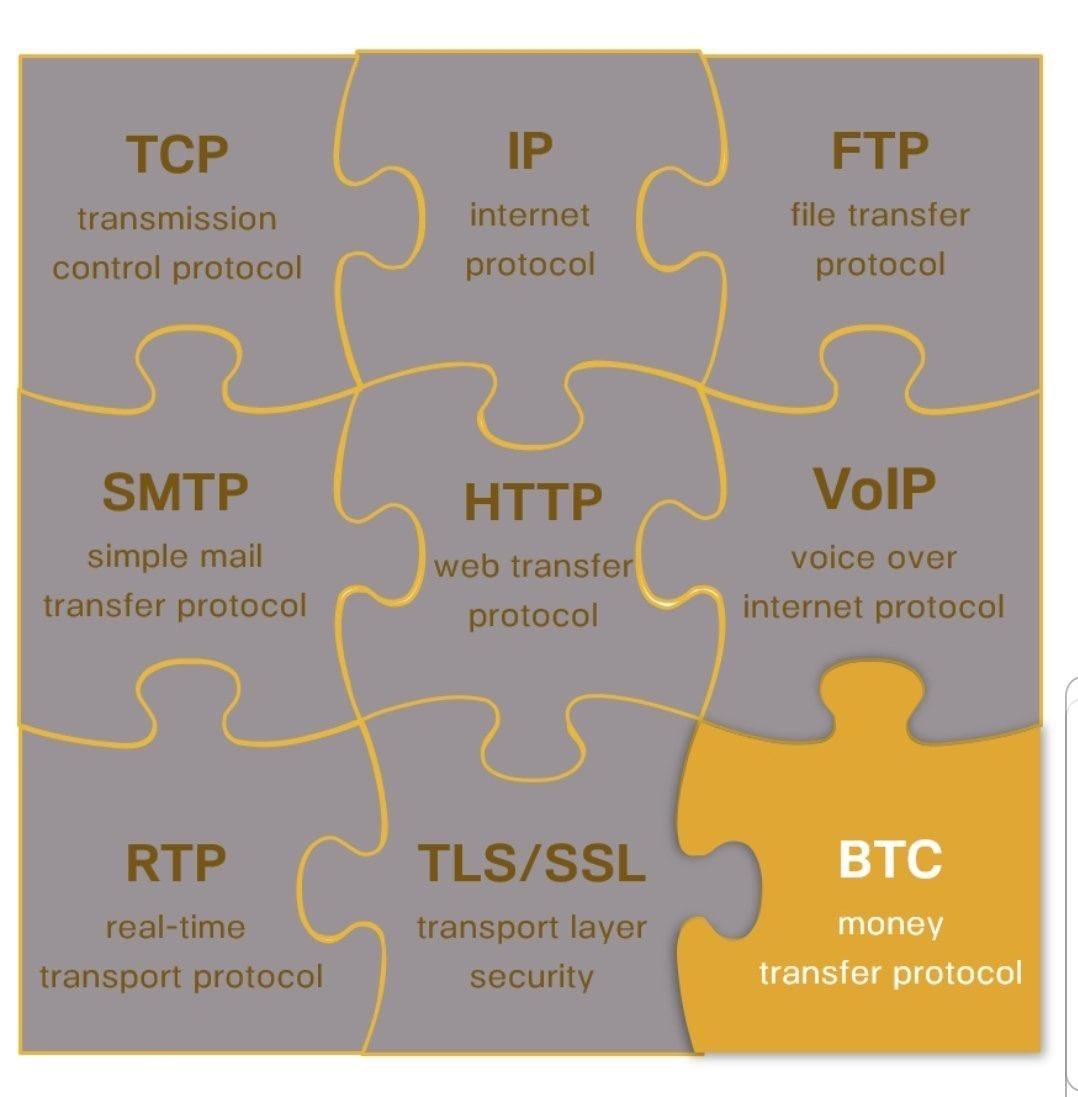 TCP
transmission
control protocol
IP
internet
protocol
FTP
file transfer
protocol
SMTP
simple mail
transfer protocol
HTTP
web transfer
protocol
VoIP
voice over
internet protocol
RTP
real-time
transport protocol
TLS/SSL
transport layer
security
BTC
money
transfer protocol